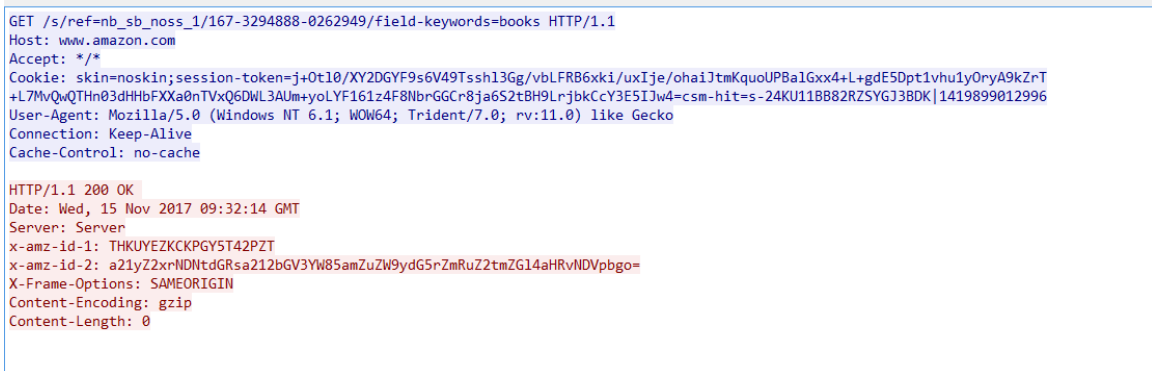 GET /s/ref=nb_sb_noss_1/167-3294888-0262949/field-keywords=books HTTP/1.1
Host: www.amazon.com
Accept: */*
Cookie: skin=noskin;session-token=j+Otl0/XY2DGYF9s6V49Tsshl3Gg/vbLFRB6xki/uxIje/ohaiJtmKquoUPBalGxx4+L+gdE5Dpt1vhu1yOryA9kZrT
+L7MvQwQTHn03dHHbFXXa0nTVxQ6DWL3AUm+yoLYF161z4F8NbrGGCr8ja6S2tBH9LrjbkCcY3E5IJw4=csm-hit=s-24KU11BB82RZSYGJ3BDK|1419899012996
User-Agent: Mozilla/5.0 (Windows NT 6.1; WOW64; Trident/7.0; rv:11.0) like Gecko
Connection: Keep-Alive
Cache-Control: no-cache
HTTP/1.1 200 OK
Date: Wed, 15 Nov 2017 09:32:14 GMT
Server: Server
x-amz-id-1: THKUYEZKCKPGY5T42PZT
x-amz-id-2: a21yZ2xrNDNtdGRsa212bGV3YW85amZuZW9ydG5rZmRuZ2tmZGl4aHRvNDVpbgo=
X-Frame-Options: SAMEORIGIN
Content-Encoding: gzip
Content-Length: 0